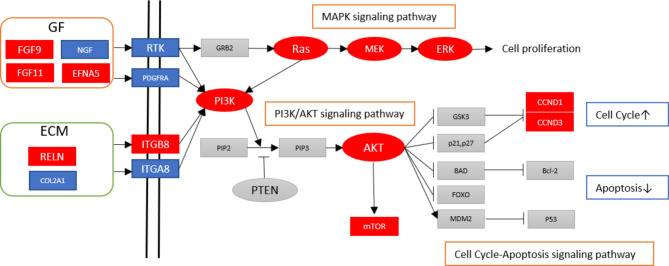 GF
MAPK signaling pathway
FGF9
NGF
RTK
GRB2
Ras
MEK
ERK
Cell proliferation
FGF11
EFNA5
PDGFRA
PI3K
PI3K/AKT signaling pathway
CCND1
CCND3
Cell Cycle↑
GSK3
ECM
RELN
ITGB8
PIP2
PIP3
AKT
p21,p27
COL2A1
ITGA8
BAD
Bcl-2
PTEN
FOXO
Apoptosis↓
mTOR
MDM2
P53
Cell Cycle-Apoptosis signaling pathway